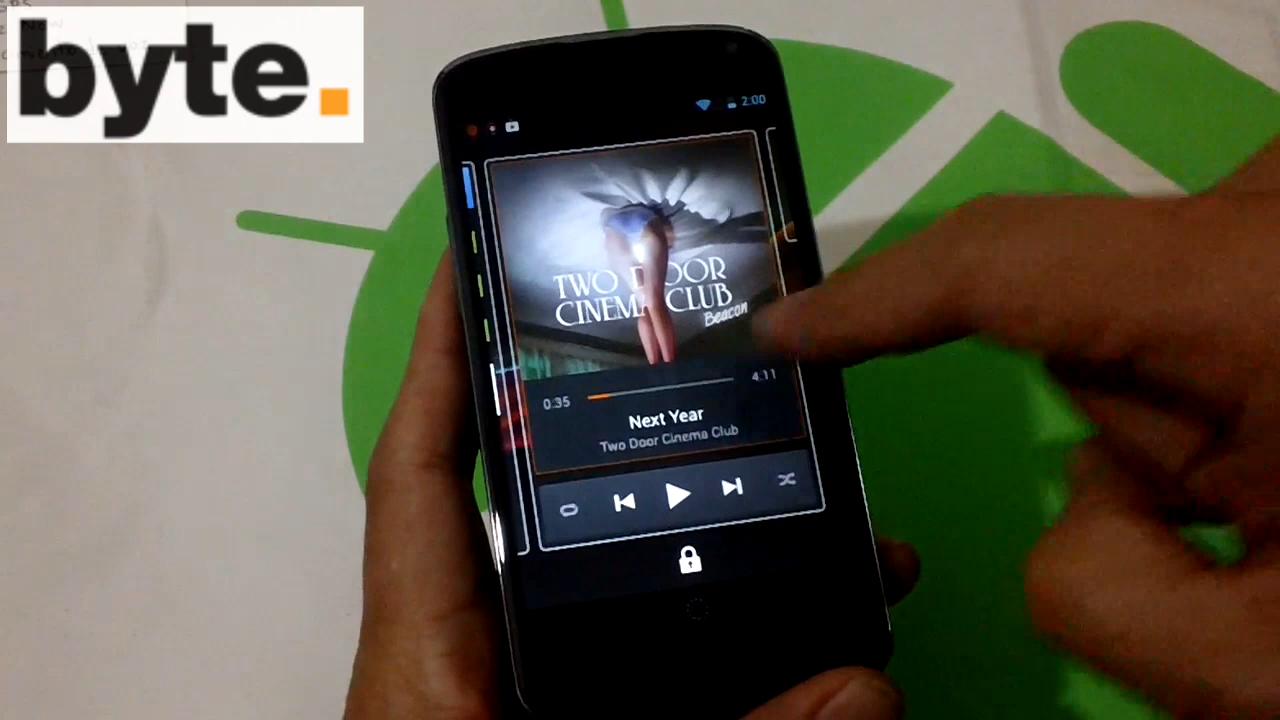 byte.
2:00
TWO DOOR
CINEMA CLUB
Beacon
0:35
4:11
Next Year
Two Door Cinema Club